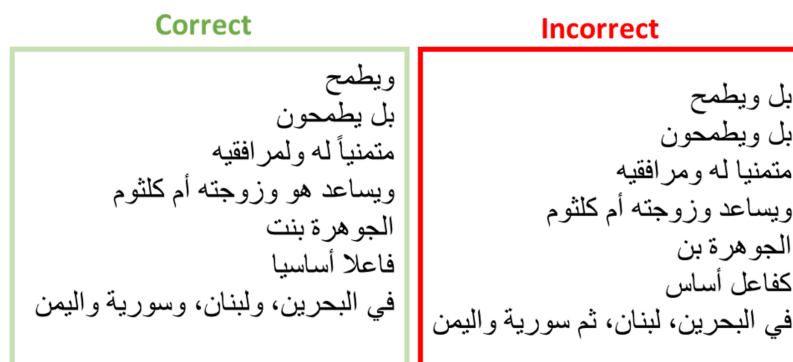 Correct
ويطمح
بل يطمحون
متمنياً له ولمرافقيه
ويساعد هو وزوجته أم كلثوم
الجوهرة بنت
فاعلا أساسيا
في البحرين، ولبنان، وسورية واليمن
Incorrect
بل ويطمح
بل ويطمحون
متمنيا له ومرافقيه
ويساعد وزوجته أم كلثوم
الجوهرة بن
كفاعل أساس
في البحرين، لبنان، ثم سورية واليمن